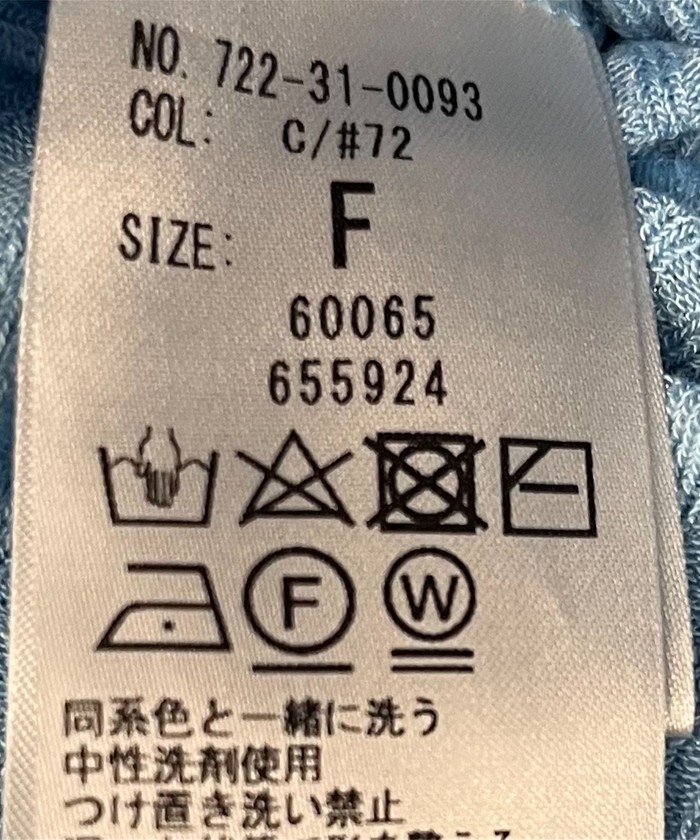 NO. 722-31-0093
COL: C/#72
SIZE: F
60065
655924
F W
同系色と一緒に洗う
中性洗剤使用
つけ置き洗い禁止